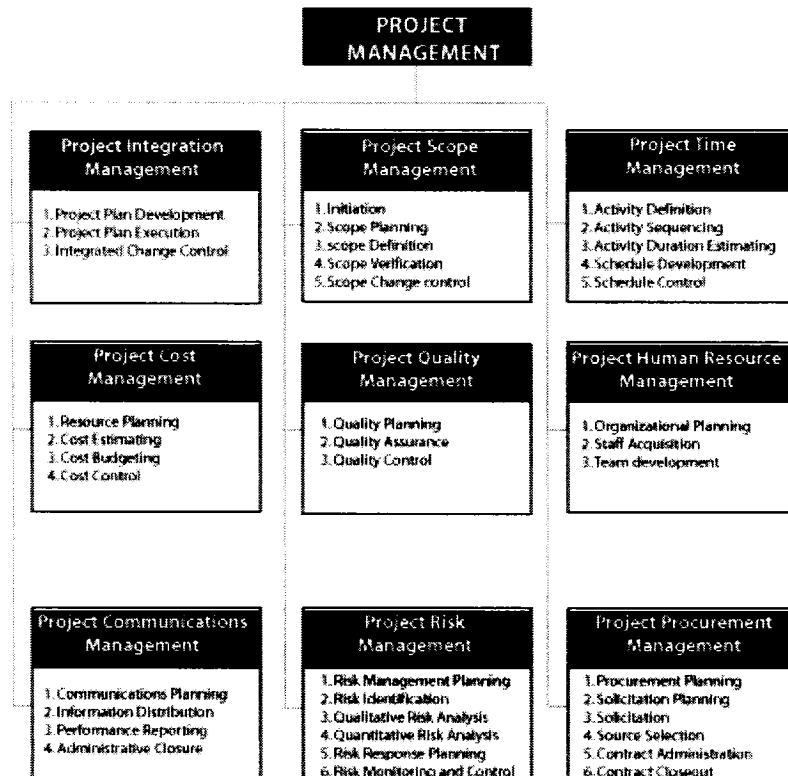 PROJECT
MANAGEMENT
Project Integration
Management
1. Project Plan Development
2. Project Plan Execution
3. Integrated Change Control
Project Scope
Management
1. Initiation
2. Scope Planning
3. scope Definition
4. Scope Verification
5. Scope Change control
Project Time
Management
1. Activity Definition
2. Activity Sequencing
3. Activity Duration Estimating
4. Schedule Development
5. Schedule Control
Project Cost
Management
1. Resource Planning
2. Cost Estimating
3. Cost Budgeting
4. Cost Control
Project Quality
Management
1. Quality Planning
2. Quality Assurance
3. Quality Control
Project Human Resource
Management
1. Organizational Planning
2. Staff Acquisition
3. Team development
Project Communications
Management
1. Communications Planning
2. Information Distribution
3. Performance Reporting
4. Administrative Closure
Project Risk
Management
1. Risk Management Planning
2. Risk Identification
3. Qualitative Risk Analysis
4. Quantitative Risk Analysis
5. Risk Response Planning
6. Risk Monitoring and Control
Project Procurement
Management
1. Procurement Planning
2. Solicitation Planning
3. Solicitation
4. Source Selection
5. Contract Administration
6. Contract Closeout